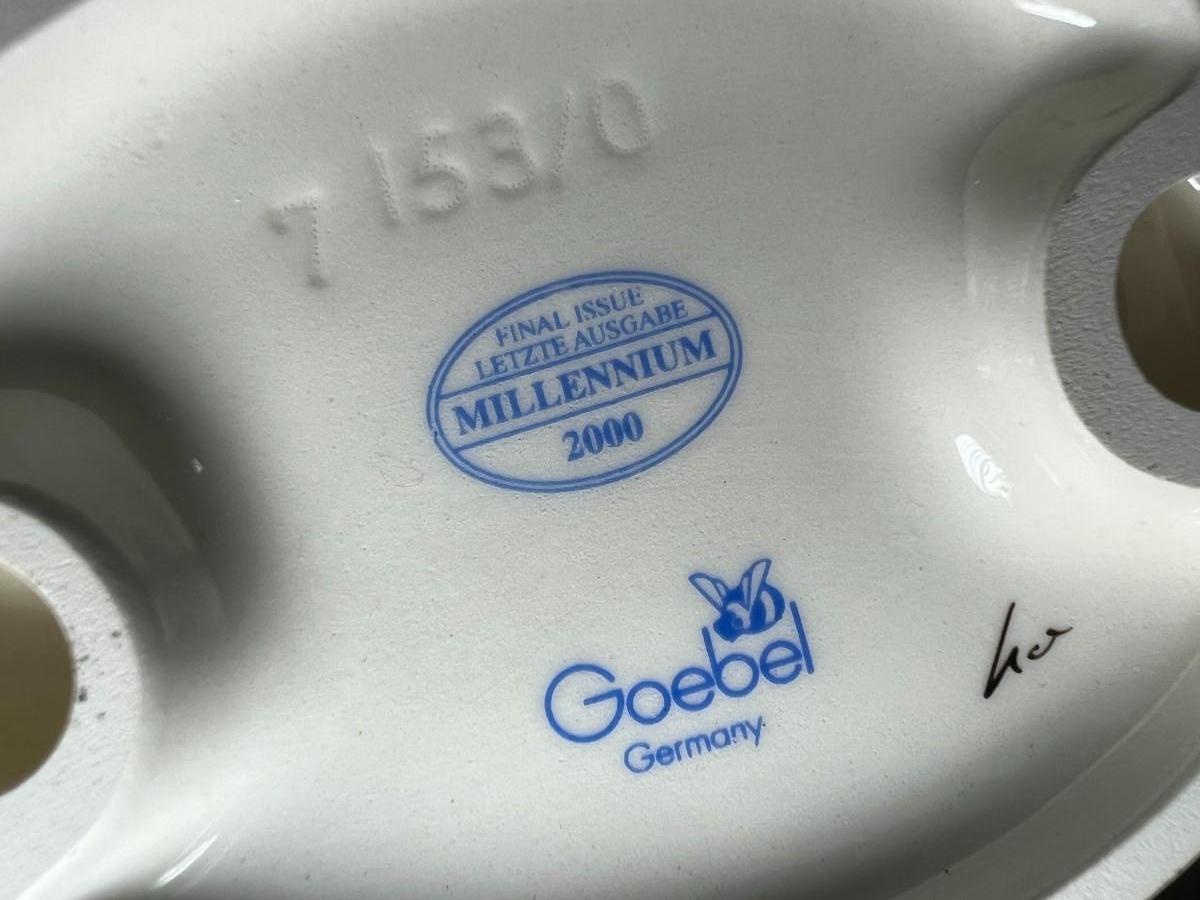 7 153/0
FINAL ISSUE
LETZTE AUSGABE
MILLENNIUM
2000
Goebel
Germany